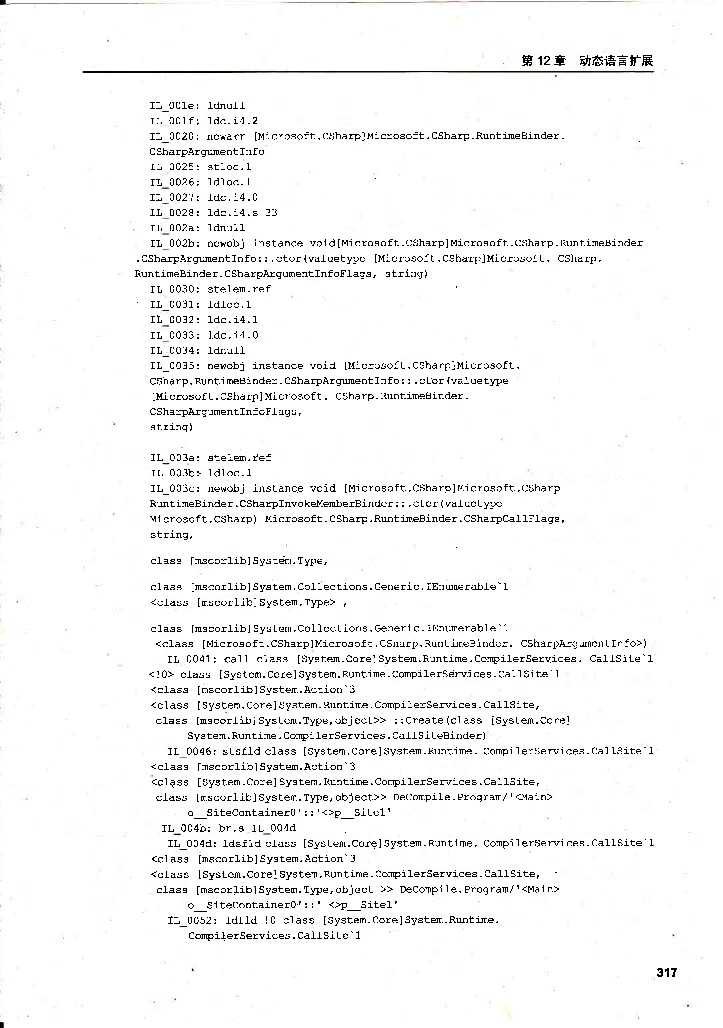 第 12 章 动态语言扩展
IL_001e: ldnull
IL_001f: ldc.i4.2
IL_0020: newarr [Microsoft.CSharp]Microsoft.CSharp.RuntimeBinder.
CSharpArgumentInfo
IL_0025: stloc.1
IL_0026: ldloc.1
IL_0027: ldc.i4.0
IL_0028: ldc.i4.s 33
IL_002a: ldnull
IL_002b: newobj instance void[Microsoft.CSharp]Microsoft.CSharp.RuntimeBinder
.CSharpArgumentInfo::.ctor(valuetype [Microsoft.CSharp]Microsoft. CSharp.
RuntimeBinder.CSharpArgumentInfoFlags, string)
IL_0030: stelem.ref
IL_0031: ldloc.1
IL_0032: ldc.i4.1
IL_0033: ldc.i4.0
IL_0034: ldnull
IL_0035: newobj instance void [Microsoft.CSharp]Microsoft.
CSharp.RuntimeBinder.CSharpArgumentInfo::.ctor(valuetype
[Microsoft.CSharp]Microsoft. CSharp.RuntimeBinder.
CSharpArgumentInfoFlags,
string)
IL_003a: stelem.ref
IL_003b: ldloc.1
IL_003c: newobj instance void [Microsoft.CSharp]Microsoft.CSharp
RuntimeBinder.CSharpInvokeMemberBinder::.ctor(valuetype
Microsoft.CSharp) Microsoft.CSharp.RuntimeBinder.CSharpCallFlags,
string,
class [mscorlib]System.Type,
class [mscorlib]System.Collections.Generic.IEnumerable`1
<class [mscorlib]System.Type> ,
class [mscorlib]System.Collections.Generic.IEnumerable`1
<class [Microsoft.CSharp]Microsoft.CSharp.RuntimeBinder. CSharpArgumentInfo>)
IL_0041: call class [System.Core]System.Runtime.CompilerServices. CallSite`1
<!0> class [System.Core]System.Runtime.CompilerServices.CallSite`1
<class [mscorlib]System.Action`3
<class [System.Core]System.Runtime.CompilerServices.CallSite,
class [mscorlib]System.Type,object>> ::Create(class [System.Core]
System.Runtime.CompilerServices.CallSiteBinder)
IL_0046: stsfld class [System.Core]System.Runtime. CompilerServices.CallSite`1
<class [mscorlib]System.Action`3
<class [System.Core]System.Runtime.CompilerServices.CallSite,
class [mscorlib]System.Type,object>> DeCompile.Program/'<Main>
o__SiteContainer0'::'<>p__Site1'
IL_004b: br.s IL_004d
IL_004d: ldsfld class [System.Core]System.Runtime. CompilerServices.CallSite`1
<class [mscorlib]System.Action`3
<class [System.Core]System.Runtime.CompilerServices.CallSite,
class [mscorlib]System.Type,object >> DeCompile.Program/'<Main>
o__SiteContainer0'::' <>p__Site1'
IL_0052: ldfld !0 class [System.Core]System.Runtime.
CompilerServices.CallSite`1
317